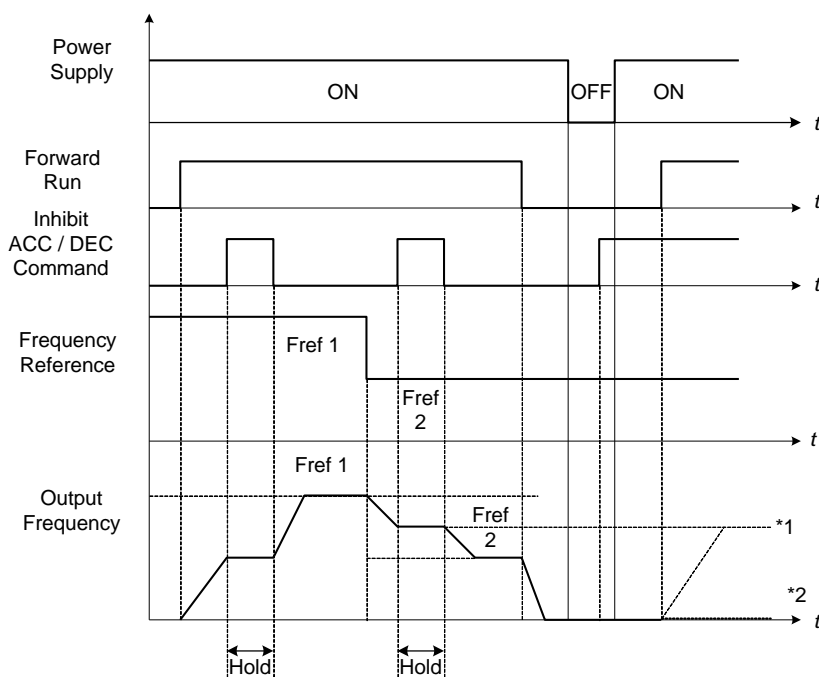 Power
Supply
ON
OFF
ON
t
Forward
Run
t
Inhibit
ACC / DEC
Command
t
Frequency
Reference
Fref 1
Fref
2
t
Fref 1
Output
Frequency
Fref
2
*1
*2
t
Hold
Hold